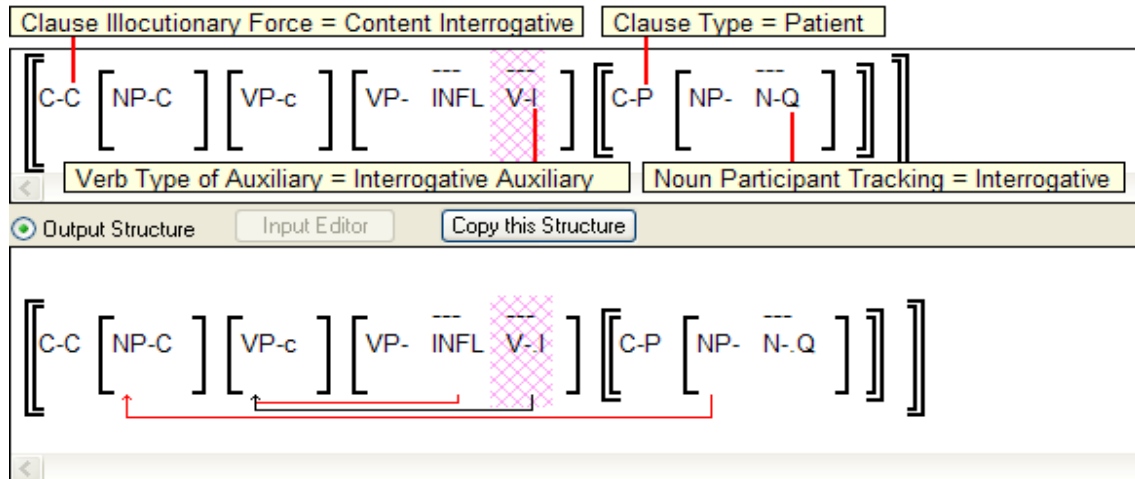 Clause Illocutionary Force = Content Interrogative Clause Type = Patient
--- --- ---
C-C NP-C VP-c VP- INFL V-I C-P NP- N-Q
Verb Type of Auxiliary = Interrogative Auxiliary Noun Participant Tracking = Interrogative
Output Structure Input Editor Copy this Structure
--- --- ---
C-C NP-C VP-c VP- INFL V-.I C-P NP- N-.Q